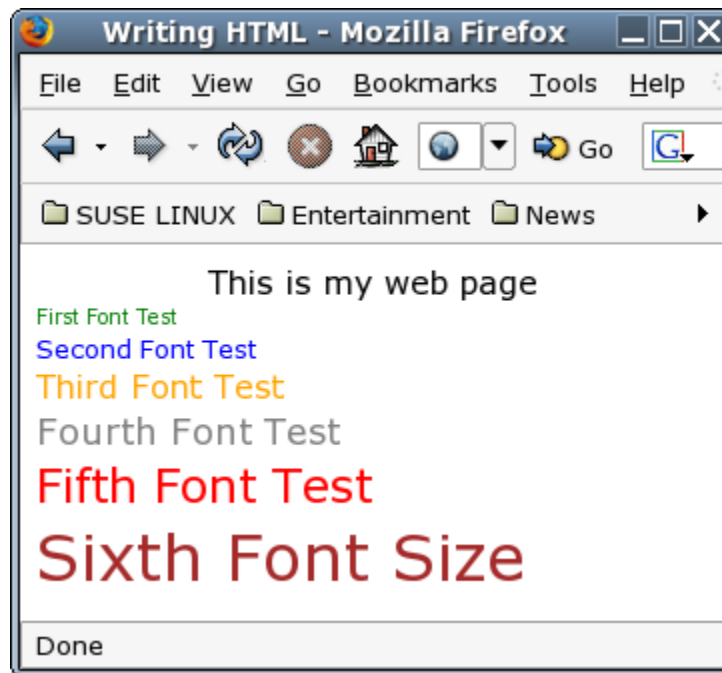 Writing HTML - Mozilla Firefox
File Edit View Go Bookmarks Tools Help
Go G
SUSE LINUX Entertainment News
This is my web page
First Font Test
Second Font Test
Third Font Test
Fourth Font Test
Fifth Font Test
Sixth Font Size
Done